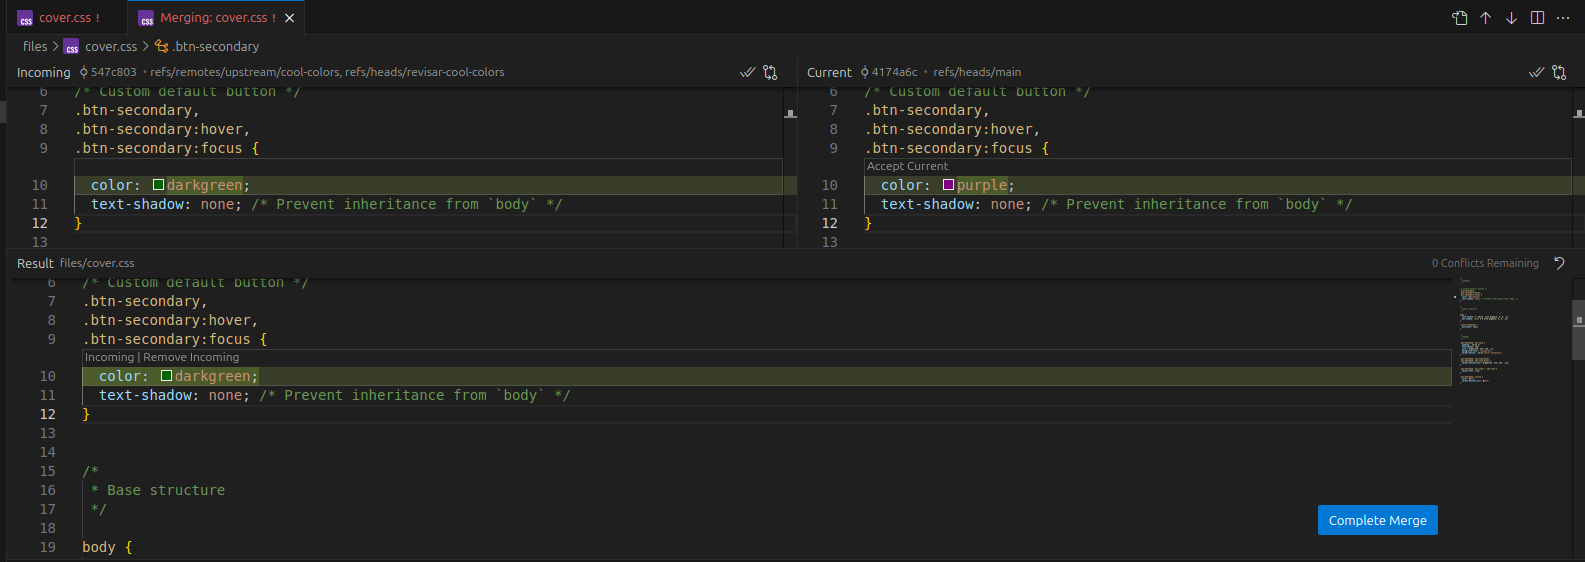 cover.css !
Merging: cover.css !
files > cover.css > .btn-secondary
Incoming 547c803 • refs/remotes/upstream/cool-colors, refs/heads/revisar-cool-colors
6 /* Custom default button */
7 .btn-secondary,
8 .btn-secondary:hover,
9 .btn-secondary:focus {
10 color: darkgreen;
11 text-shadow: none; /* Prevent inheritance from `body` */
12 }
13
Current 4174a6c • refs/heads/main
6 /* Custom default button */
7 .btn-secondary,
8 .btn-secondary:hover,
9 .btn-secondary:focus {
Accept Current
10 color: purple;
11 text-shadow: none; /* Prevent inheritance from `body` */
12 }
13
Result files/cover.css
0 Conflicts Remaining
6 /* Custom default button */
7 .btn-secondary,
8 .btn-secondary:hover,
9 .btn-secondary:focus {
Incoming | Remove Incoming
10 color: darkgreen;
11 text-shadow: none; /* Prevent inheritance from `body` */
12 }
13
14
15 /*
16 * Base structure
17 */
18
19 body {
Complete Merge